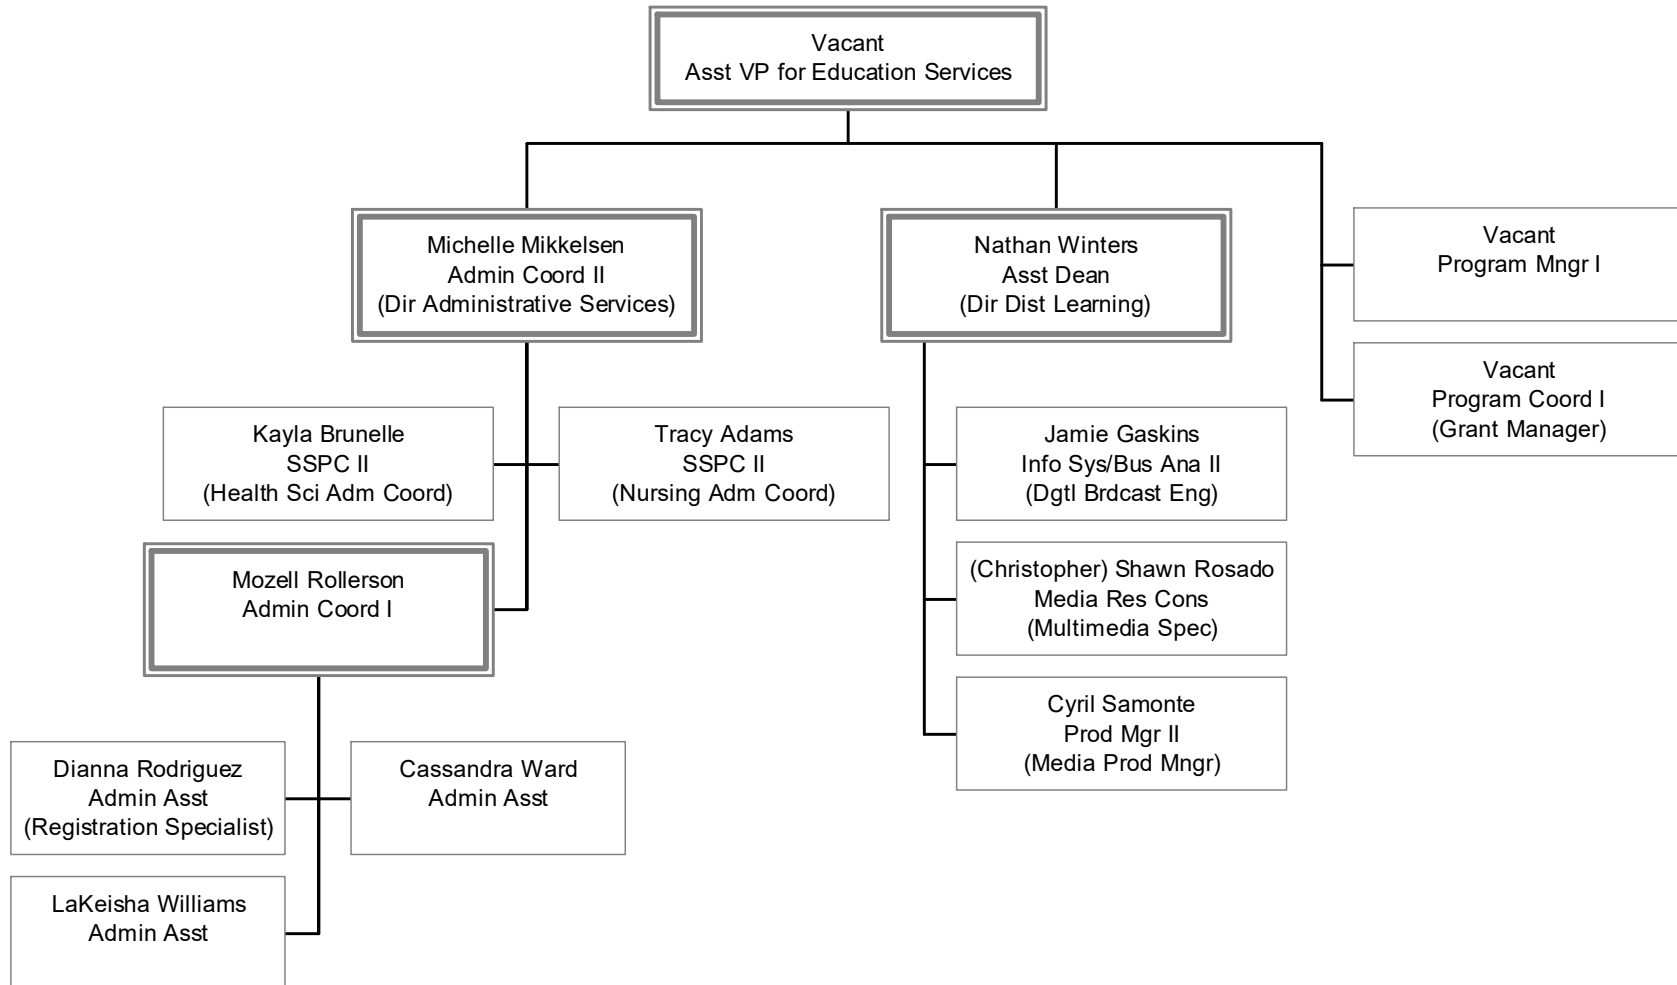 Vacant
Asst VP for Education Services
Michelle Mikkelsen
Admin Coord II
(Dir Administrative Services)
Nathan Winters
Asst Dean
(Dir Dist Learning)
Vacant
Program Mngr I
Vacant
Program Coord I
(Grant Manager)
Kayla Brunelle
SSPC II
(Health Sci Adm Coord)
Tracy Adams
SSPC II
(Nursing Adm Coord)
Jamie Gaskins
Info Sys/Bus Ana II
(Dgtl Brdcast Eng)
Mozell Rollerson
Admin Coord I
(Christopher) Shawn Rosado
Media Res Cons
(Multimedia Spec)
Cyril Samonte
Prod Mgr II
(Media Prod Mngr)
Dianna Rodriguez
Admin Asst
(Registration Specialist)
Cassandra Ward
Admin Asst
LaKeisha Williams
Admin Asst